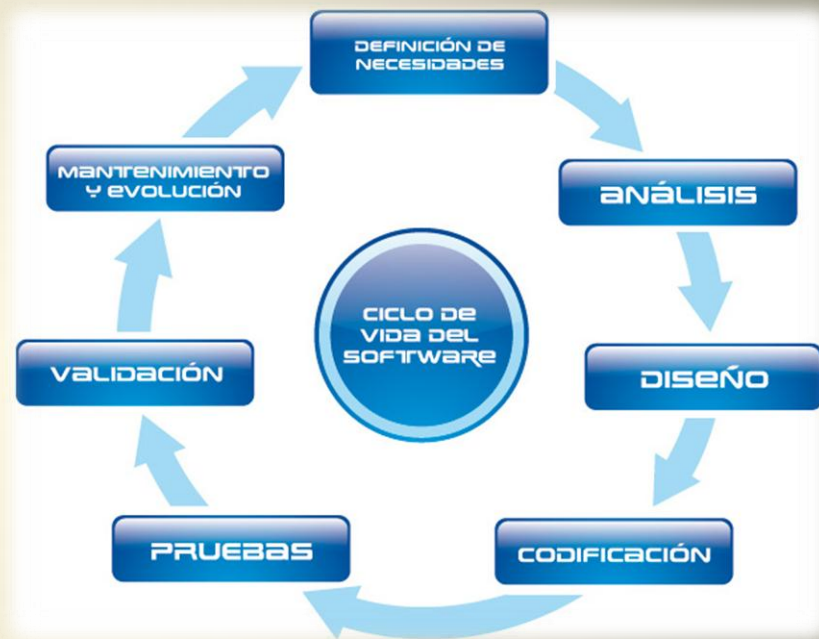 DEFINICIÓN DE
NECESIDADES
ANÁLISIS
DISEÑO
CODIFICACIÓN
PRUEBAS
VALIDACIÓN
MANTENIMIENTO
Y EVOLUCIÓN
CICLO DE
VIDA DEL
SOFTWARE